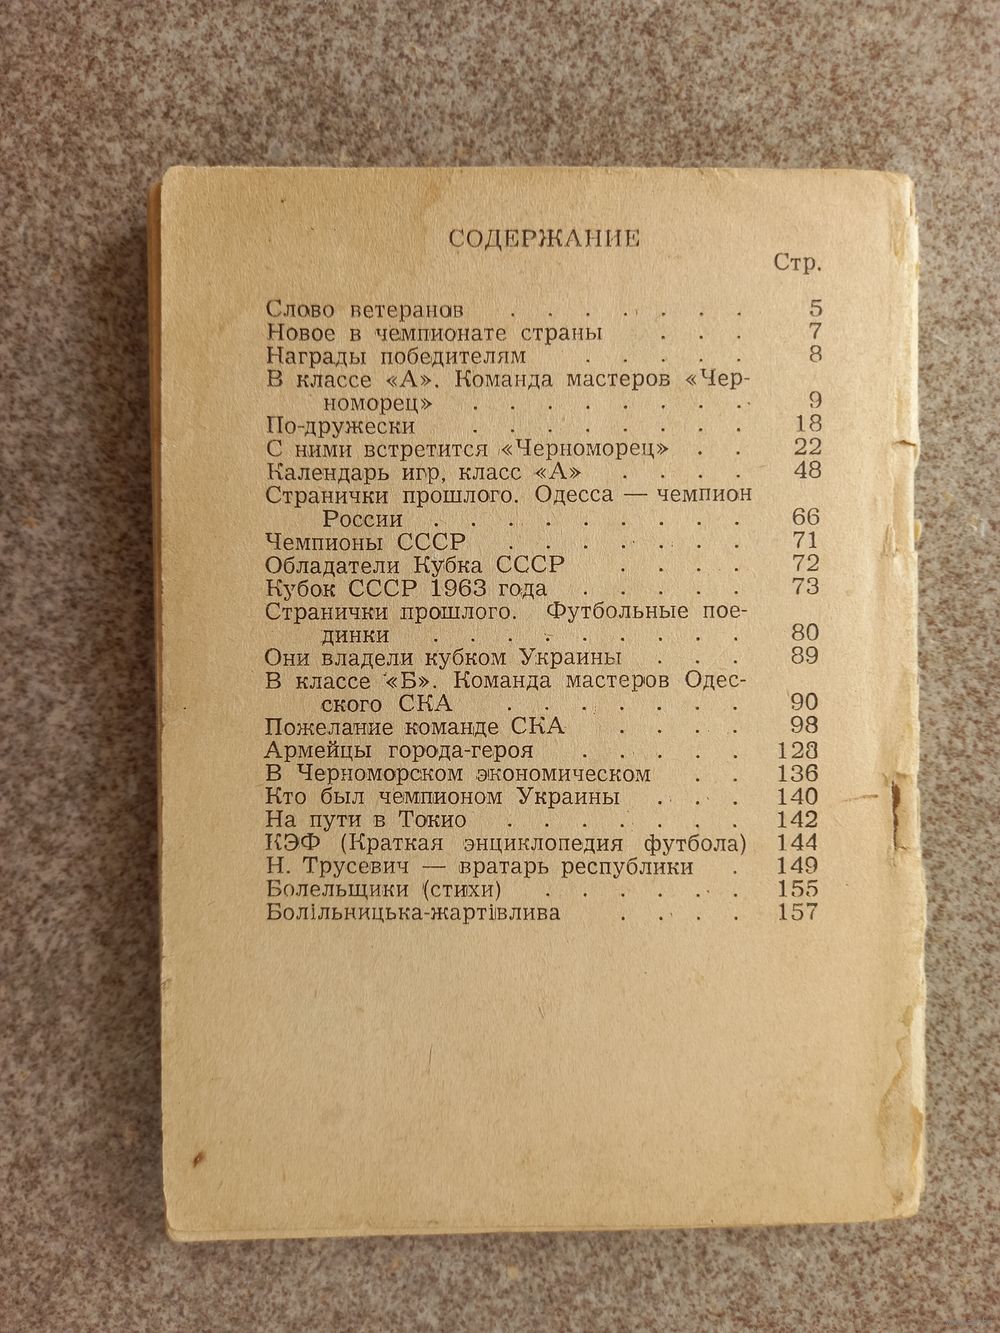 СОДЕРЖАНИЕ
Стр.
Слово ветеранов . . . . . . . 5
Новое в чемпионате страны . . . 7
Награды победителям . . . . . 8
В классе «А». Команда мастеров «Чер-
номорец» . . . . . . . . 9
По-дружески . . . . . . . 18
С ними встретится «Черноморец» . . 22
Календарь игр, класс «А» . . . . 48
Странички прошлого. Одесса — чемпион
России . . . . . . . . . 66
Чемпионы СССР . . . . . . . 71
Обладатели Кубка СССР . . . . 72
Кубок СССР 1963 года . . . . . 73
Странички прошлого. Футбольные пое-
динки . . . . . . . . . 80
Они владели кубком Украины . . . 89
В классе «Б». Команда мастеров Одес-
ского СКА . . . . . . . 90
Пожелание команде СКА . . . . 98
Армейцы города-героя . . . . . 128
В Черноморском экономическом . . 136
Кто был чемпионом Украины . . . 140
На пути в Токио . . . . . . . 142
КЭФ (Краткая энциклопедия футбола) 144
Н. Трусевич — вратарь республики . 149
Болельщики (стихи) . . . . . . 155
Болільницька-жартівлива . . . . 157